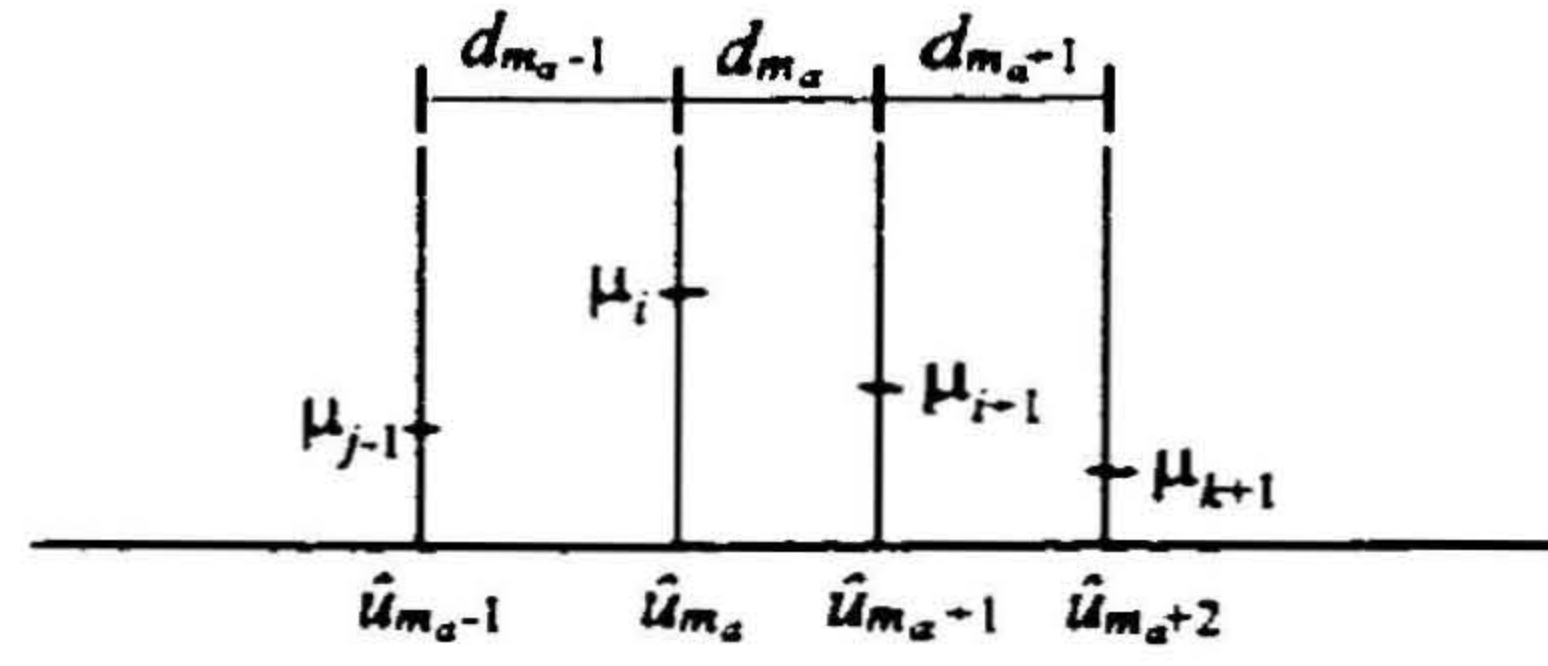 d_{m_a-1} d_{m_a} d_{m_a+1}
μ_i
μ_{i+1}
μ_{j-1}
μ_{k+1}
û_{m_a-1} û_{m_a} û_{m_a+1} û_{m_a+2}